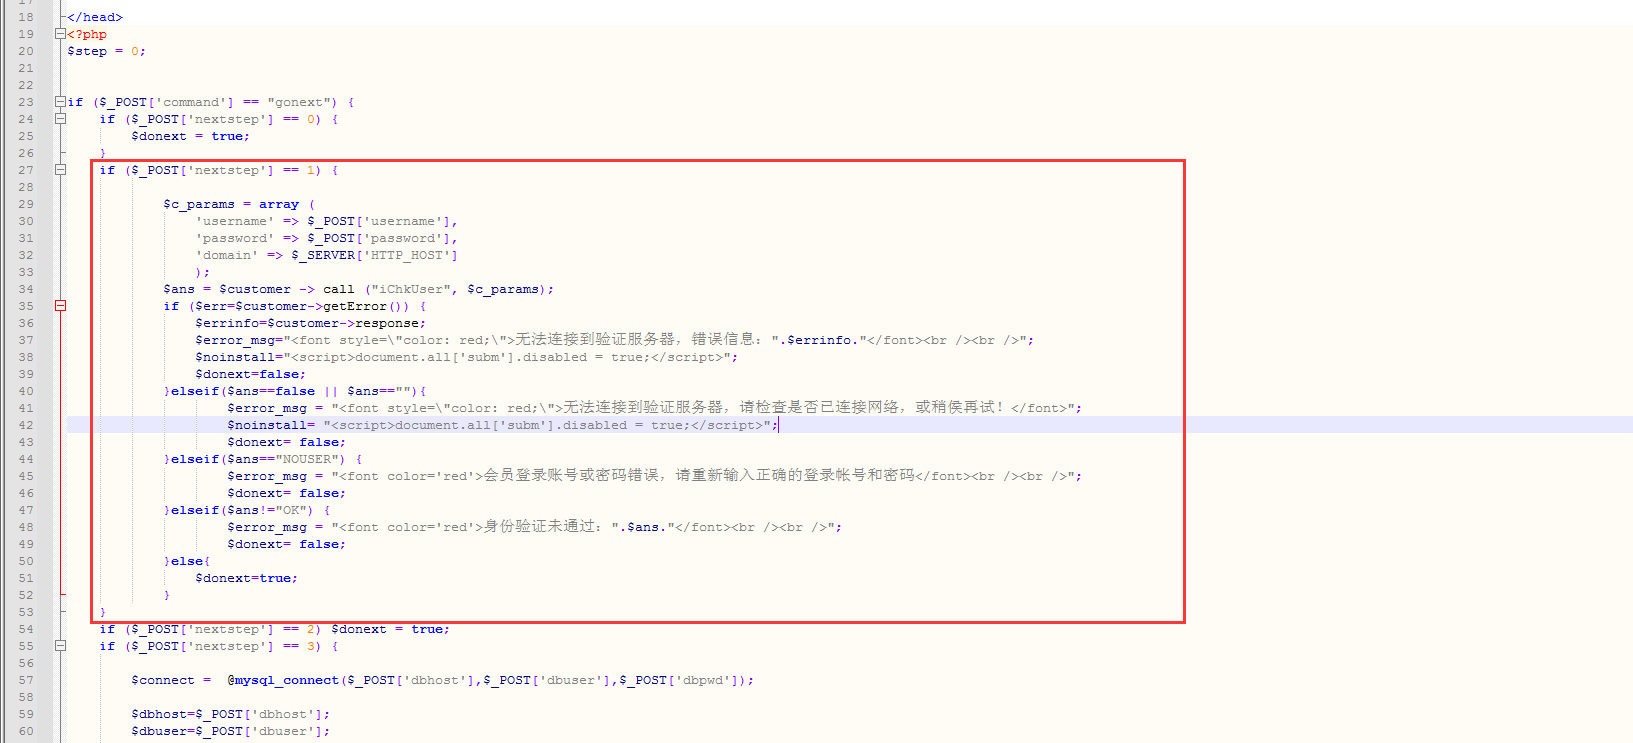 17
18 </head>
19 <?php
20 $step = 0;
21
22
23 if ($_POST['command'] == "gonext") {
24 if ($_POST['nextstep'] == 0) {
25 $donext = true;
26 }
27 if ($_POST['nextstep'] == 1) {
28
29 $c_params = array (
30 'username' => $_POST['username'],
31 'password' => $_POST['password'],
32 'domain' => $_SERVER['HTTP_HOST']
33 );
34 $ans = $customer -> call ("iChkUser", $c_params);
35 if ($err=$customer->getError()) {
36 $errinfo=$customer->response;
37 $error_msg="<font style=\"color: red;\">无法连接到验证服务器，错误信息：".$errinfo."</font><br /><br />";
38 $noinstall="<script>document.all['subm'].disabled = true;</script>";
39 $donext=false;
40 }elseif($ans==false || $ans==""){
41 $error_msg = "<font style=\"color: red;\">无法连接到验证服务器，请检查是否已连接网络，或稍侯再试！</font>";
42 $noinstall= "<script>document.all['subm'].disabled = true;</script>";
43 $donext= false;
44 }elseif($ans=="NOUSER") {
45 $error_msg = "<font color='red'>会员登录账号或密码错误，请重新输入正确的登录帐号和密码</font><br /><br />";
46 $donext= false;
47 }elseif($ans!="OK") {
48 $error_msg = "<font color='red'>身份验证未通过：".$ans."</font><br /><br />";
49 $donext= false;
50 }else{
51 $donext=true;
52 }
53 }
54 if ($_POST['nextstep'] == 2) $donext = true;
55 if ($_POST['nextstep'] == 3) {
56
57 $connect =  @mysql_connect($_POST['dbhost'],$_POST['dbuser'],$_POST['dbpwd']);
58
59 $dbhost=$_POST['dbhost'];
60 $dbuser=$_POST['dbuser'];